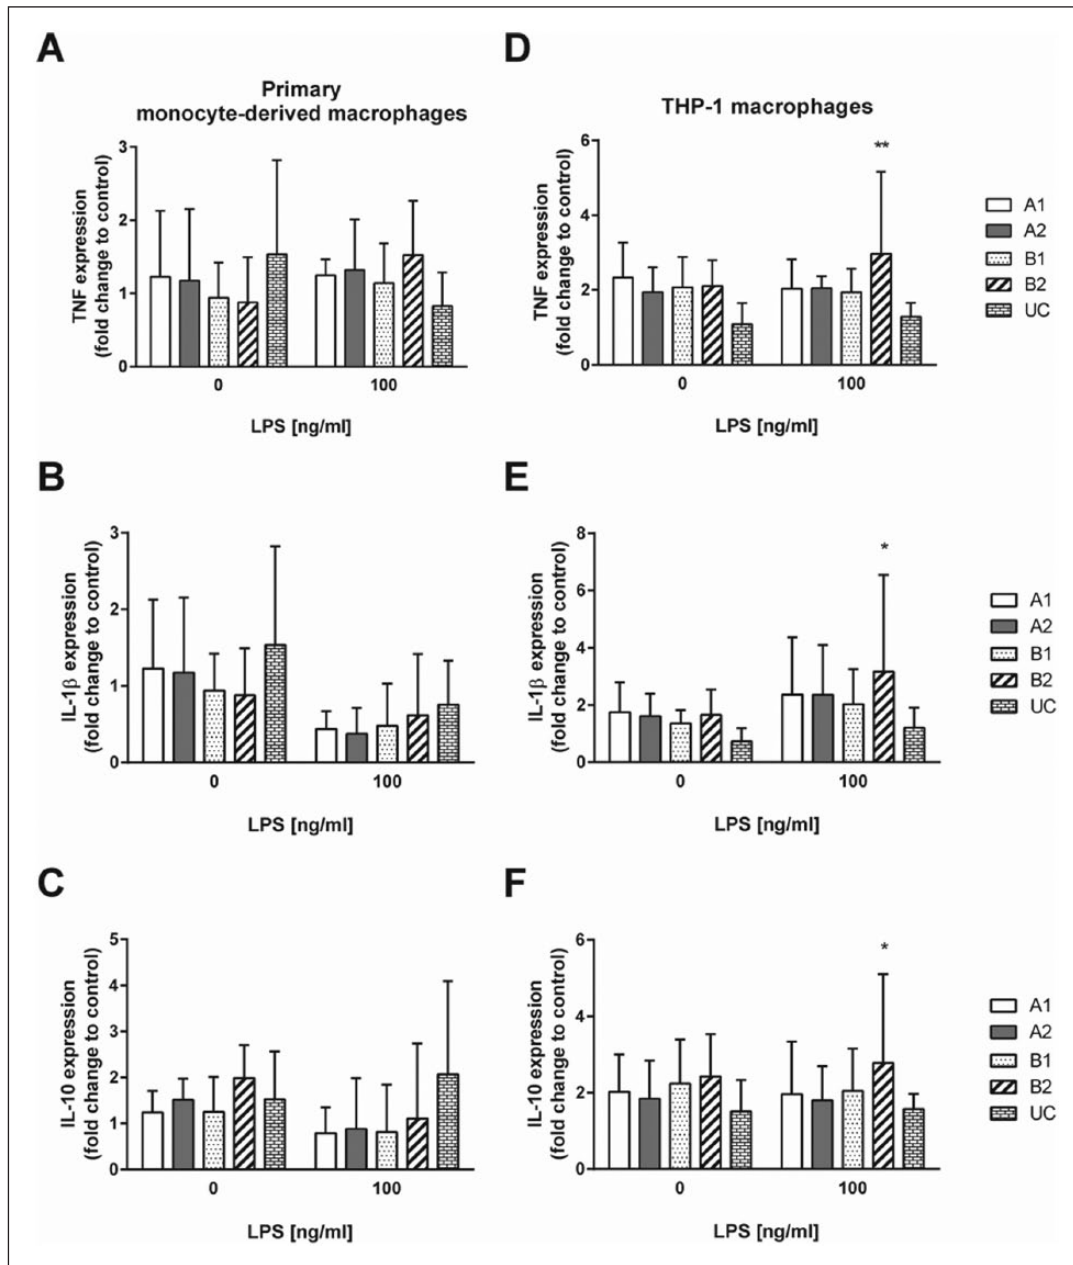 A
Primary
monocyte-derived macrophages
TNF expression
(fold change to control)
3
2
1
0
0
100
LPS [ng/ml]
D
THP-1 macrophages
TNF expression
(fold change to control)
6
4
2
0
**
0
100
LPS [ng/ml]
A1
A2
B1
B2
UC
B
IL-1β expression
(fold change to control)
3
2
1
0
0
100
LPS [ng/ml]
E
IL-1β expression
(fold change to control)
8
6
4
2
0
*
0
100
LPS [ng/ml]
A1
A2
B1
B2
UC
C
IL-10 expression
(fold change to control)
5
4
3
2
1
0
0
100
LPS [ng/ml]
F
IL-10 expression
(fold change to control)
6
4
2
0
*
0
100
LPS [ng/ml]
A1
A2
B1
B2
UC